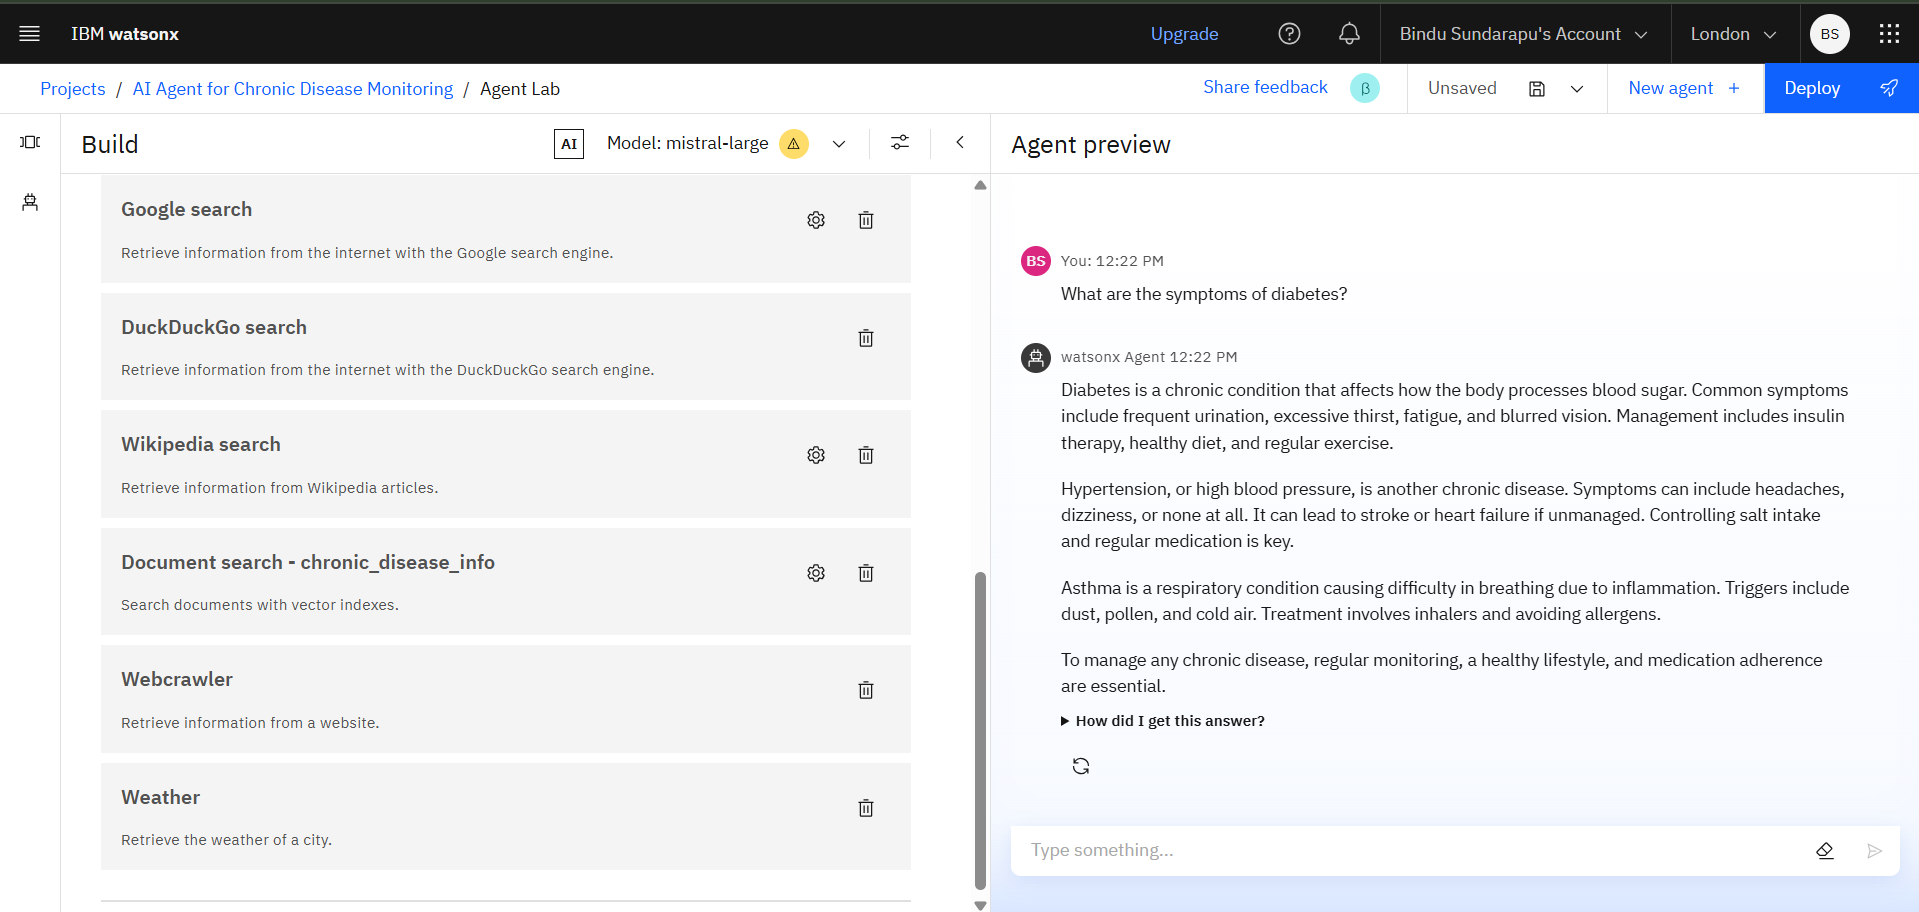 IBM watsonx
Upgrade
Bindu Sundarapu's Account
London
BS
Projects / AI Agent for Chronic Disease Monitoring / Agent Lab
Share feedback
β
Unsaved
New agent +
Deploy
Build
AI
Model: mistral-large
Agent preview
Google search
Retrieve information from the internet with the Google search engine.
DuckDuckGo search
Retrieve information from the internet with the DuckDuckGo search engine.
Wikipedia search
Retrieve information from Wikipedia articles.
Document search - chronic_disease_info
Search documents with vector indexes.
Webcrawler
Retrieve information from a website.
Weather
Retrieve the weather of a city.
BS
You: 12:22 PM
What are the symptoms of diabetes?
watsonx Agent 12:22 PM
Diabetes is a chronic condition that affects how the body processes blood sugar. Common symptoms
include frequent urination, excessive thirst, fatigue, and blurred vision. Management includes insulin
therapy, healthy diet, and regular exercise.
Hypertension, or high blood pressure, is another chronic disease. Symptoms can include headaches,
dizziness, or none at all. It can lead to stroke or heart failure if unmanaged. Controlling salt intake
and regular medication is key.
Asthma is a respiratory condition causing difficulty in breathing due to inflammation. Triggers include
dust, pollen, and cold air. Treatment involves inhalers and avoiding allergens.
To manage any chronic disease, regular monitoring, a healthy lifestyle, and medication adherence
are essential.
How did I get this answer?
Type something...